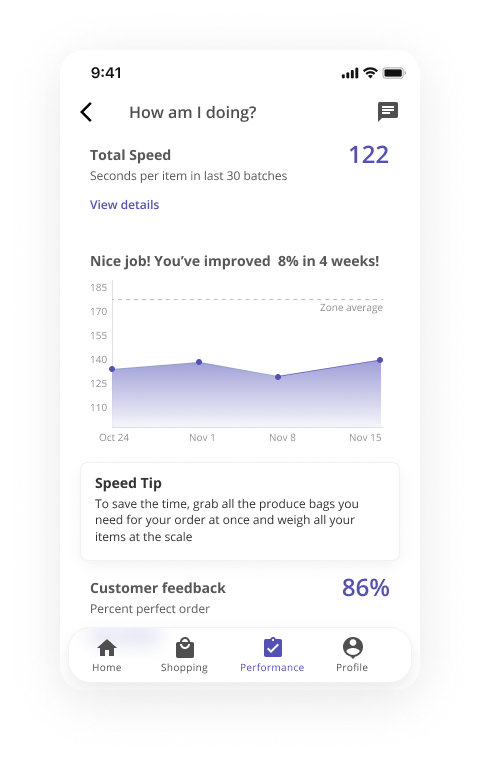 9:41
How am I doing?
Total Speed
122
Seconds per item in last 30 batches
View details
Nice job! You’ve improved  8% in 4 weeks!
185
170
155
140
125
110
Zone average
Oct 24
Nov 1
Nov 8
Nov 15
Speed Tip
To save the time, grab all the produce bags you
need for your order at once and weigh all your
items at the scale
Customer feedback
86%
Percent perfect order
Home
Shopping
Performance
Profile